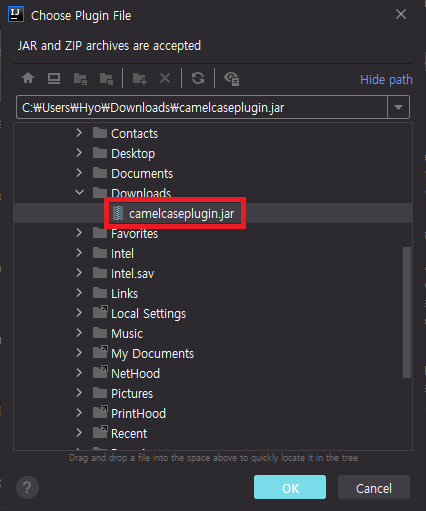 IJ Choose Plugin File
JAR and ZIP archives are accepted
Hide path
C:₩Users₩Hyo₩Downloads₩camelcaseplugin.jar
Contacts
Desktop
Documents
Downloads
camelcaseplugin.jar
Favorites
Intel
Intel.sav
Links
Local Settings
Music
My Documents
NetHood
Pictures
PrintHood
Recent
Drag and drop a file into the space above to quickly locate it in the tree
? OK Cancel